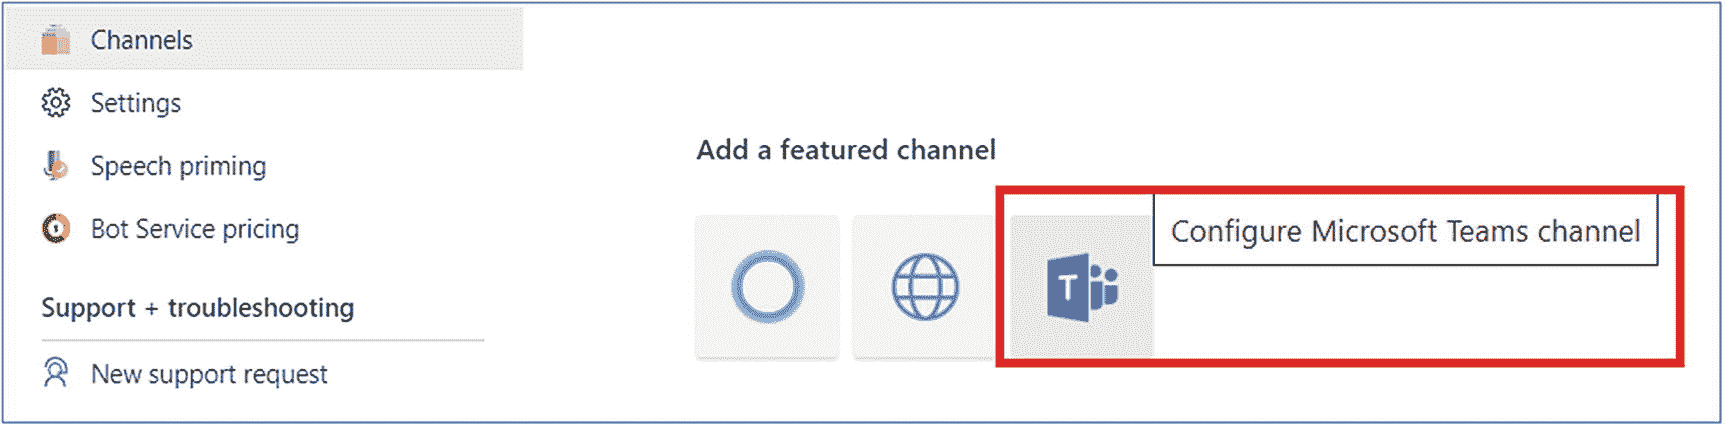 Channels
Settings
Speech priming
Bot Service pricing
Support + troubleshooting
New support request
Add a featured channel
T
Configure Microsoft Teams channel